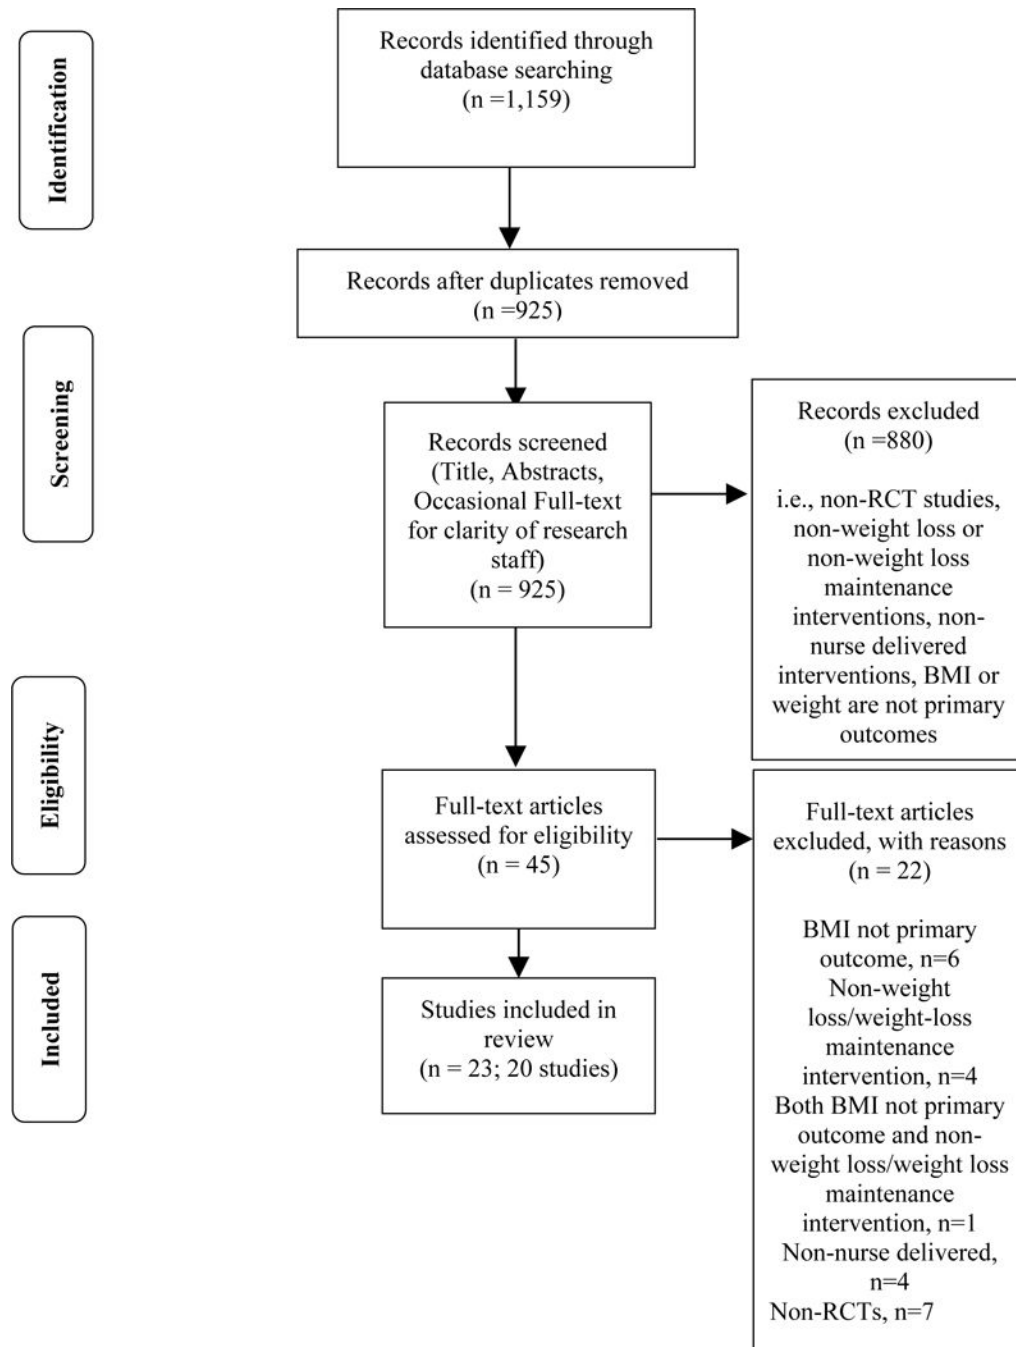 Identification
Records identified through
database searching
(n =1,159)
Records after duplicates removed
(n =925)
Screening
Records screened
(Title, Abstracts,
Occasional Full-text
for clarity of research
staff)
(n = 925)
Records excluded
(n =880)
i.e., non-RCT studies,
non-weight loss or
non-weight loss
maintenance
interventions, non-
nurse delivered
interventions, BMI or
weight are not primary
outcomes
Eligibility
Full-text articles
assessed for eligibility
(n = 45)
Full-text articles
excluded, with reasons
(n = 22)
BMI not primary
outcome, n=6
Non-weight
loss/weight-loss
maintenance
intervention, n=4
Both BMI not primary
outcome and non-
weight loss/weight loss
maintenance
intervention, n=1
Non-nurse delivered,
n=4
Non-RCTs, n=7
Included
Studies included in
review
(n = 23; 20 studies)